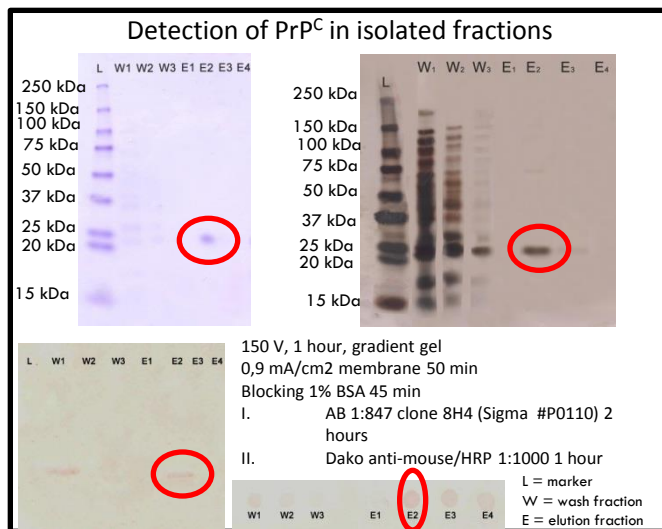 Detection of PrPC in isolated fractions
L W1 W2 W3 E1 E2 E3 E4
250 kDa
150 kDa
100 kDa
75 kDa
50 kDa
37 kDa
25 kDa
20 kDa
15 kDa
L W1 W2 W3 E1 E2 E3 E4
250 kDa
150 kDa
100 kDa
75 kDa
50 kDa
37 kDa
25 kDa
20 kDa
15 kDa
L W1 W2 W3 E1 E2 E3 E4
150 V, 1 hour, gradient gel
0,9 mA/cm2 membrane 50 min
Blocking 1% BSA 45 min
I. AB 1:847 clone 8H4 (Sigma #P0110) 2
hours
II. Dako anti-mouse/HRP 1:1000 1 hour
W1 W2 W3 E1 E2 E3 E4
L = marker
W = wash fraction
E = elution fraction